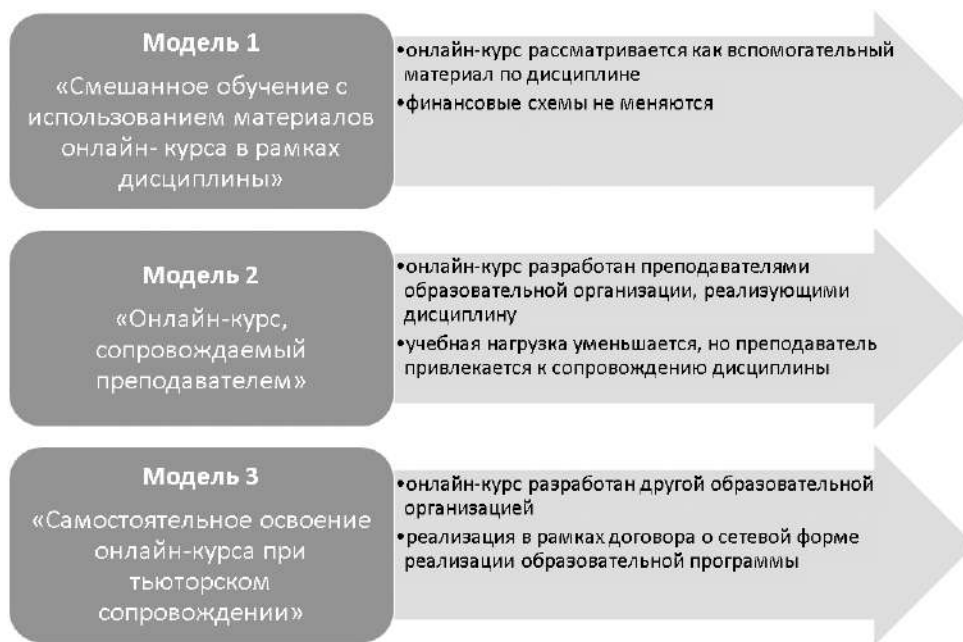 Модель 1
«Смешанное обучение с
использованием материалов
онлайн- курса в рамках
дисциплины»
•онлайн-курс рассматривается как вспомогательный
материал по дисциплине
•финансовые схемы не меняются
Модель 2
«Онлайн-курс,
сопровождаемый
преподавателем»
•онлайн-курс разработан преподавателями
образовательной организации, реализующими
дисциплину
•учебная нагрузка уменьшается, но преподаватель
привлекается к сопровождению дисциплины
Модель 3
«Самостоятельное освоение
онлайн-курса при
тьюторском
сопровождении»
•онлайн-курс разработан другой образовательной
организацией
•реализация в рамках договора о сетевой форме
реализации образовательной программы